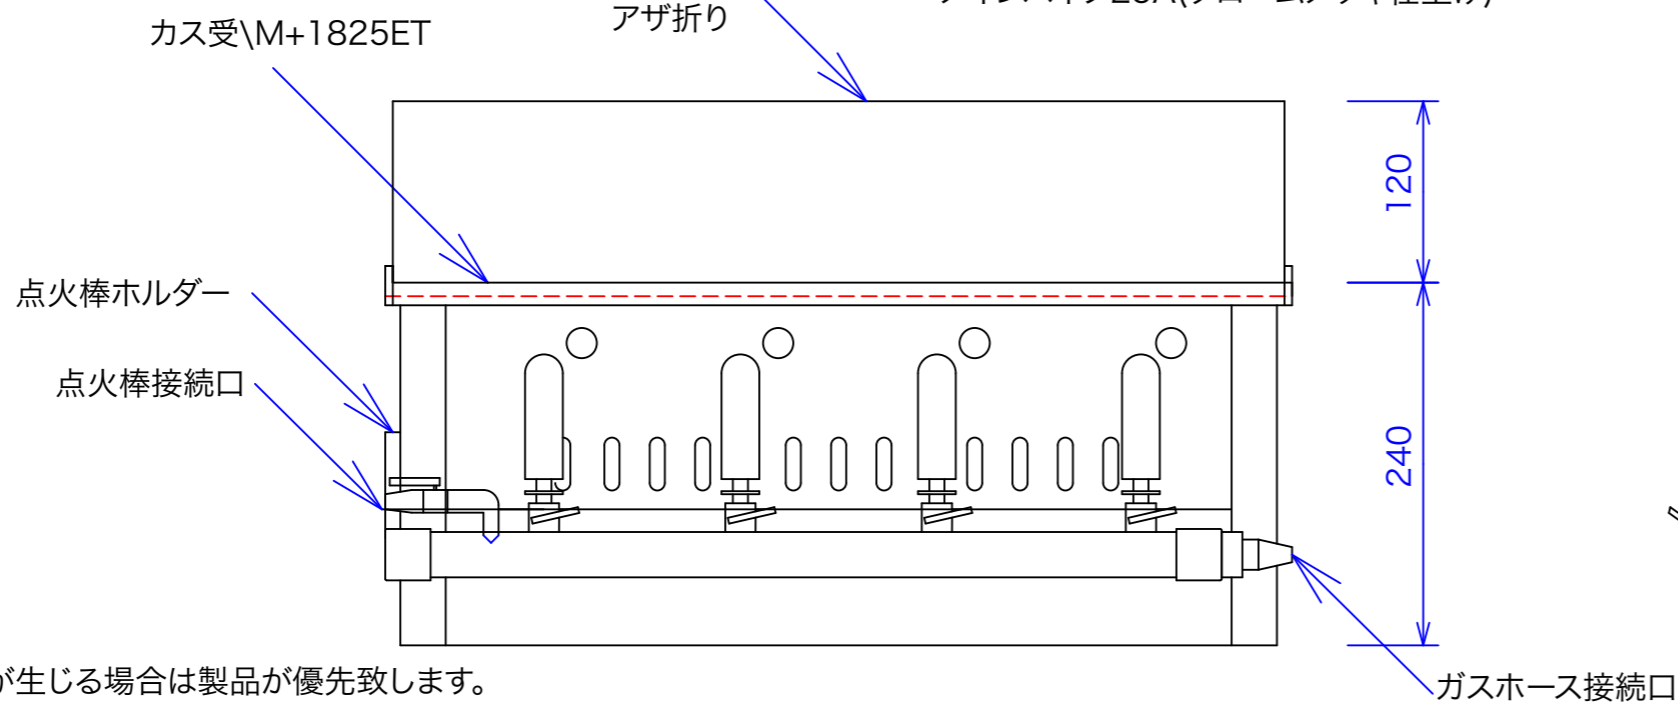 アザ折り
カス受\M+1825ET
120
点火棒ホルダー
点火棒接続口
240
が生じる場合は製品が優先致します。
ガスホース接続口